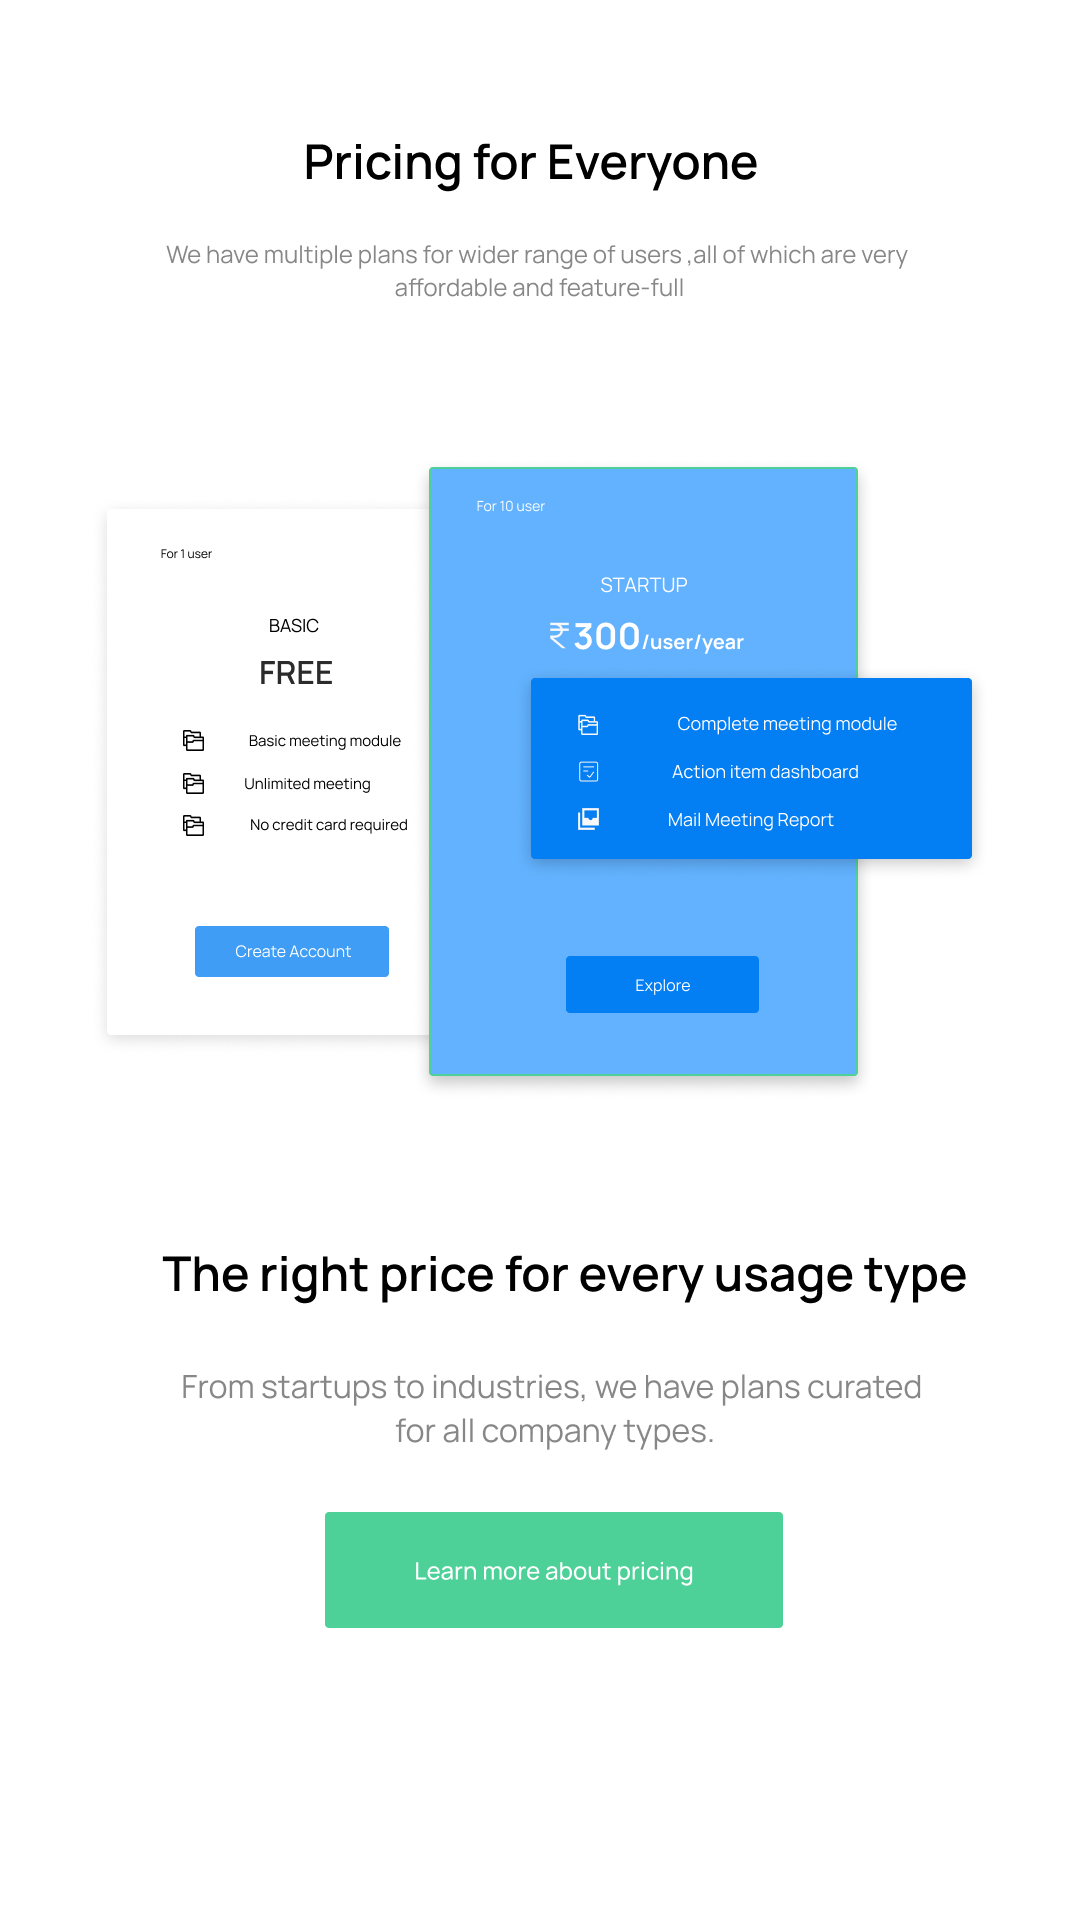 Pricing for Everyone
We have multiple plans for wider range of users ,all of which are very
affordable and feature-full
For 1 user
BASIC
FREE
Basic meeting module
Unlimited meeting
No credit card required
Create Account
For 10 user
STARTUP
₹300/user/year
Complete meeting module
Action item dashboard
Mail Meeting Report
Explore
The right price for every usage type
From startups to industries, we have plans curated
for all company types.
Learn more about pricing